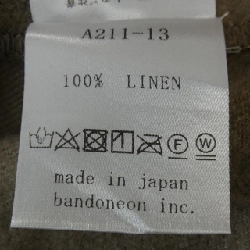 A211-13
100% LINEN
F W
made in japan
bandoneon inc.